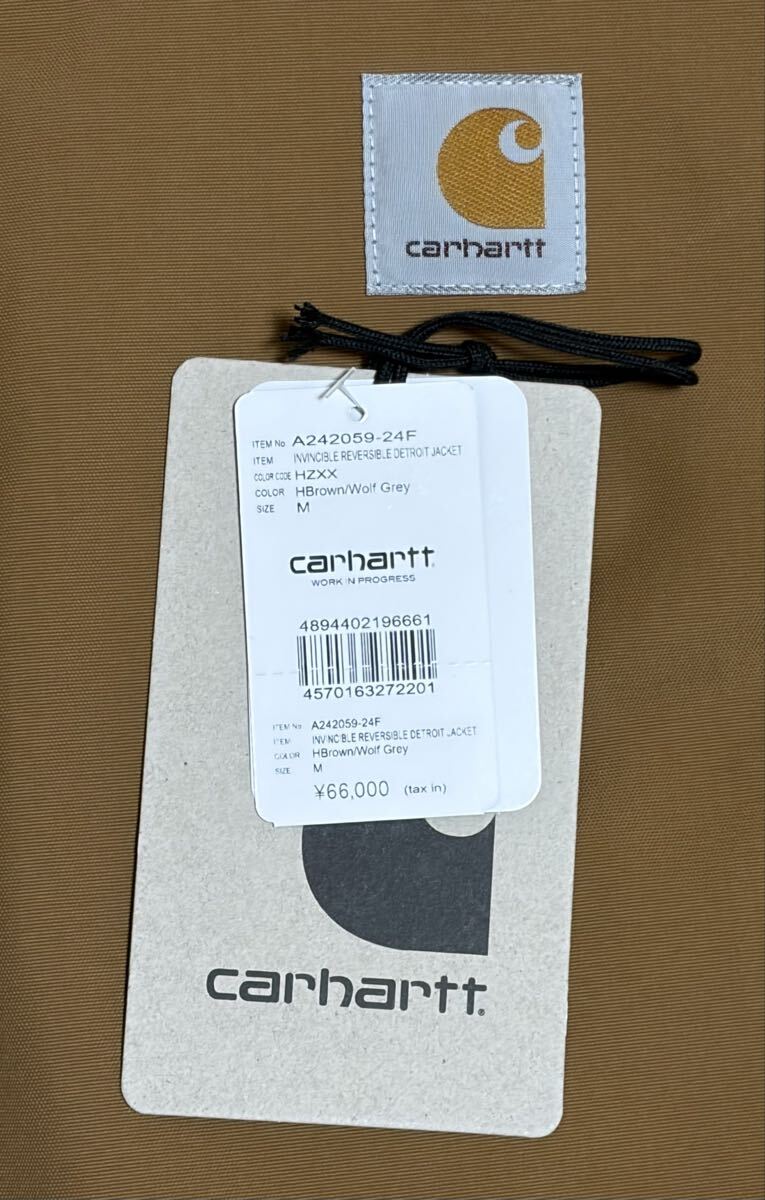 carhartt
ITEM No. A242059-24F
ITEM INVINCIBLE REVERSIBLE DETROIT JACKET
COLOR CODE HZXX
COLOR HBrown/Wolf Grey
SIZE M
carhartt.
WORK IN PROGRESS
4894402196661
4570163272201
ITEM No. A242059-24F
ITEM INVINCIBLE REVERSIBLE DETROIT JACKET
COLOR HBrown/Wolf Grey
SIZE M
¥66,000 (tax in)
carhartt®